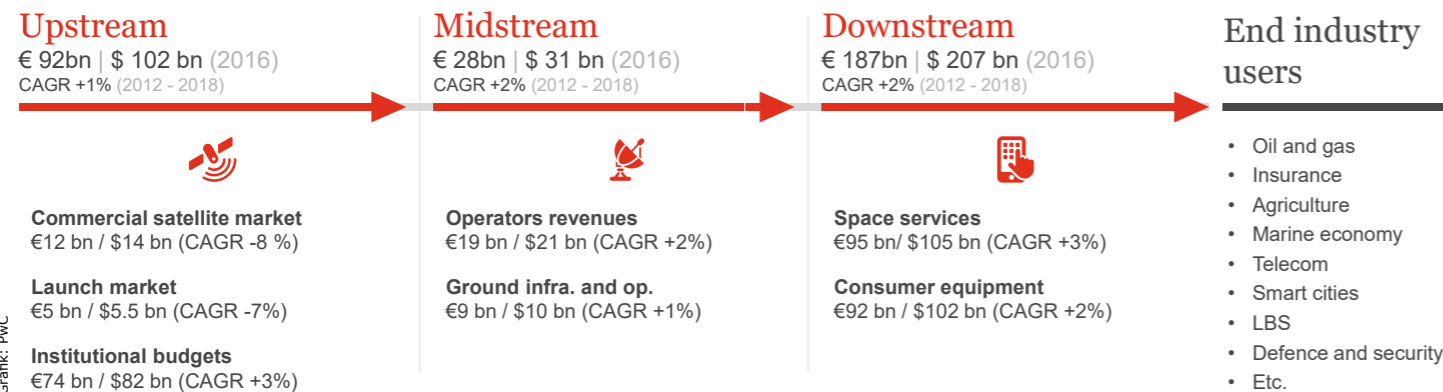 Upstream
€ 92bn | $ 102 bn (2016)
CAGR +1% (2012 - 2018)
Commercial satellite market
€12 bn / $14 bn (CAGR -8 %)
Launch market
€5 bn / $5.5 bn (CAGR -7%)
Institutional budgets
€74 bn / $82 bn (CAGR +3%)
Midstream
€ 28bn | $ 31 bn (2016)
CAGR +2% (2012 - 2018)
Operators revenues
€19 bn / $21 bn (CAGR +2%)
Ground infra. and op.
€9 bn / $10 bn (CAGR +1%)
Downstream
€ 187bn | $ 207 bn (2016)
CAGR +2% (2012 - 2018)
Space services
€95 bn/ $105 bn (CAGR +3%)
Consumer equipment
€92 bn / $102 bn (CAGR +2%)
End industry
users
• Oil and gas
• Insurance
• Agriculture
• Marine economy
• Telecom
• Smart cities
• LBS
• Defence and security
• Etc.
Grafik: PwC